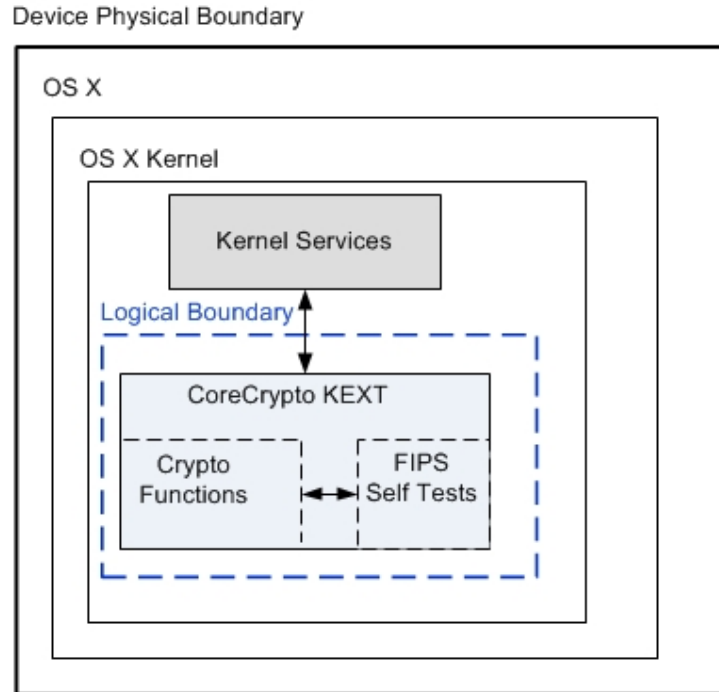 Device Physical Boundary
OS X
OS X Kernel
Kernel Services
Logical Boundary
CoreCrypto KEXT
Crypto
Functions
FIPS
Self Tests